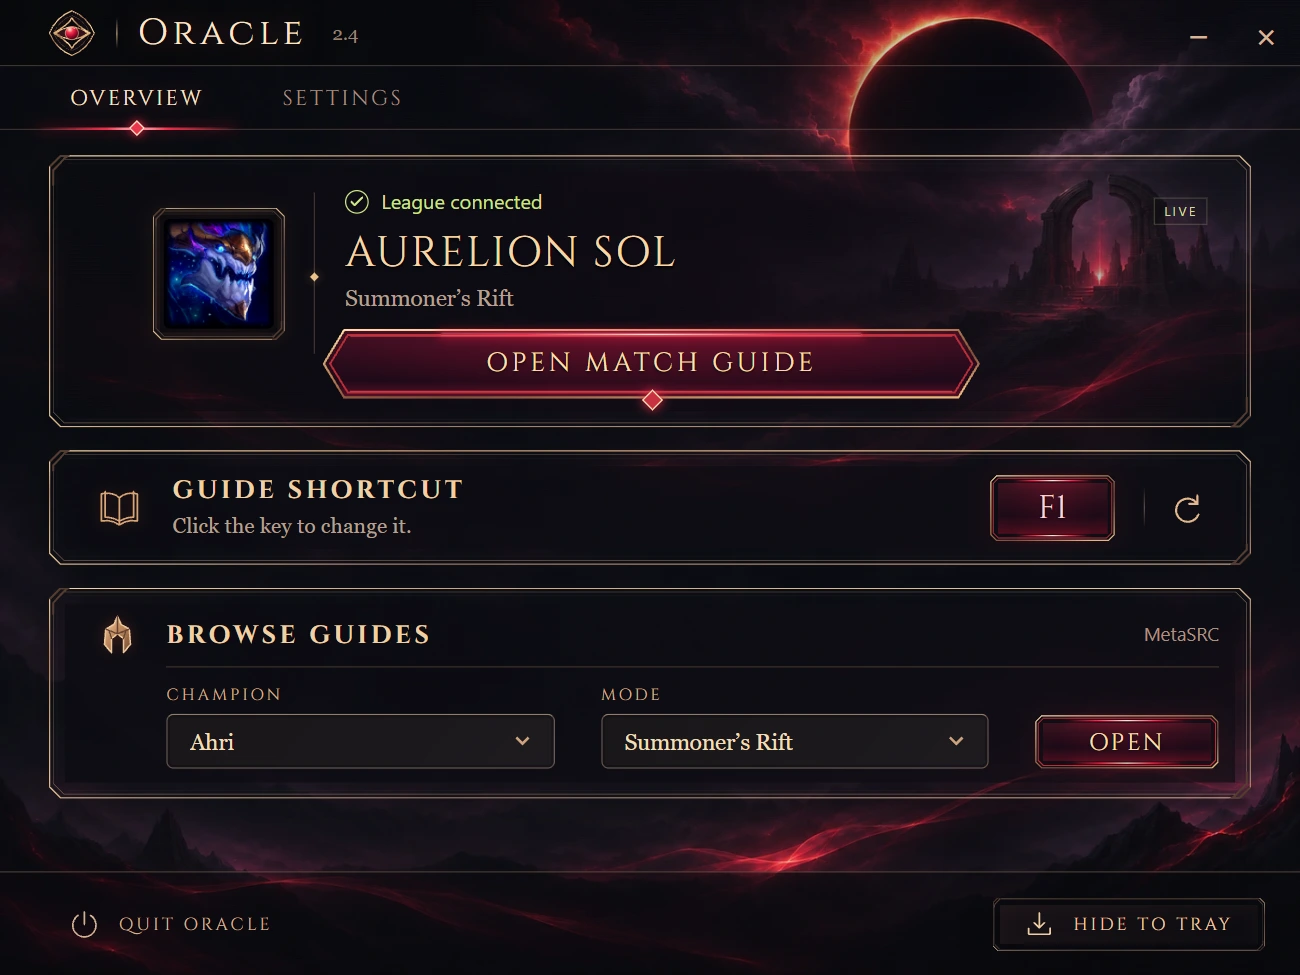 ORACLE 2.4
OVERVIEW SETTINGS
League connected
LIVE
AURELION SOL
Summoner’s Rift
OPEN MATCH GUIDE
GUIDE SHORTCUT
Click the key to change it.
F1
BROWSE GUIDES
MetaSRC
CHAMPION MODE
Ahri Summoner’s Rift OPEN
QUIT ORACLE HIDE TO TRAY